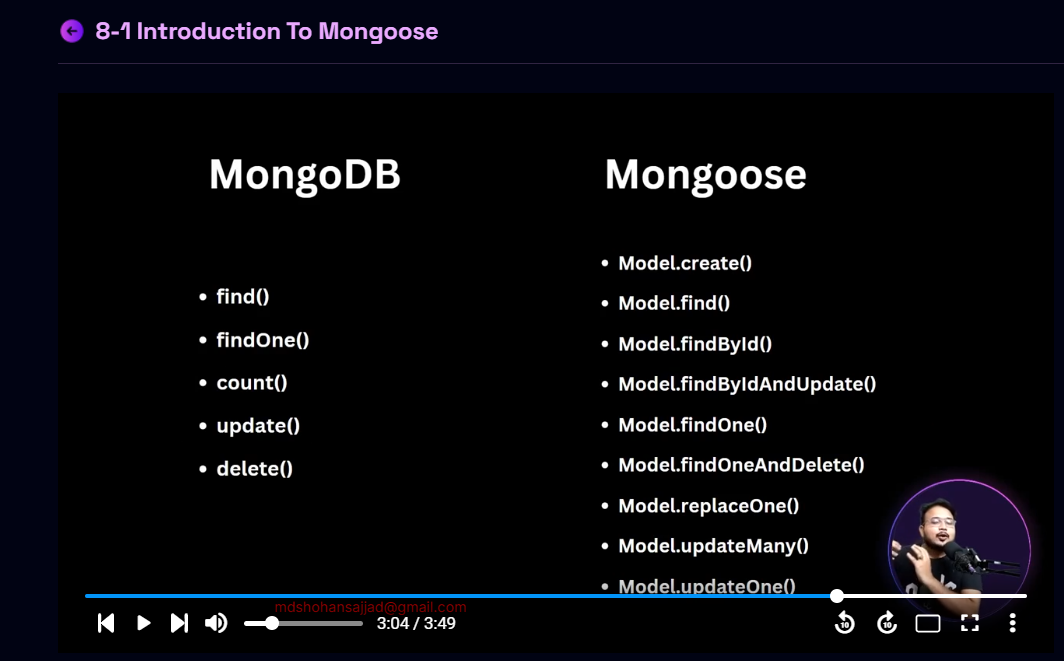 8-1 Introduction To Mongoose
MongoDB
find()
findOne()
count()
update()
delete()
Mongoose
Model.create()
Model.find()
Model.findById()
Model.findByIdAndUpdate()
Model.findOne()
Model.findOneAndDelete()
Model.replaceOne()
Model.updateMany()
Model.updateOne()
mdshohansajjad@gmail.com
3:04 / 3:49
10
10